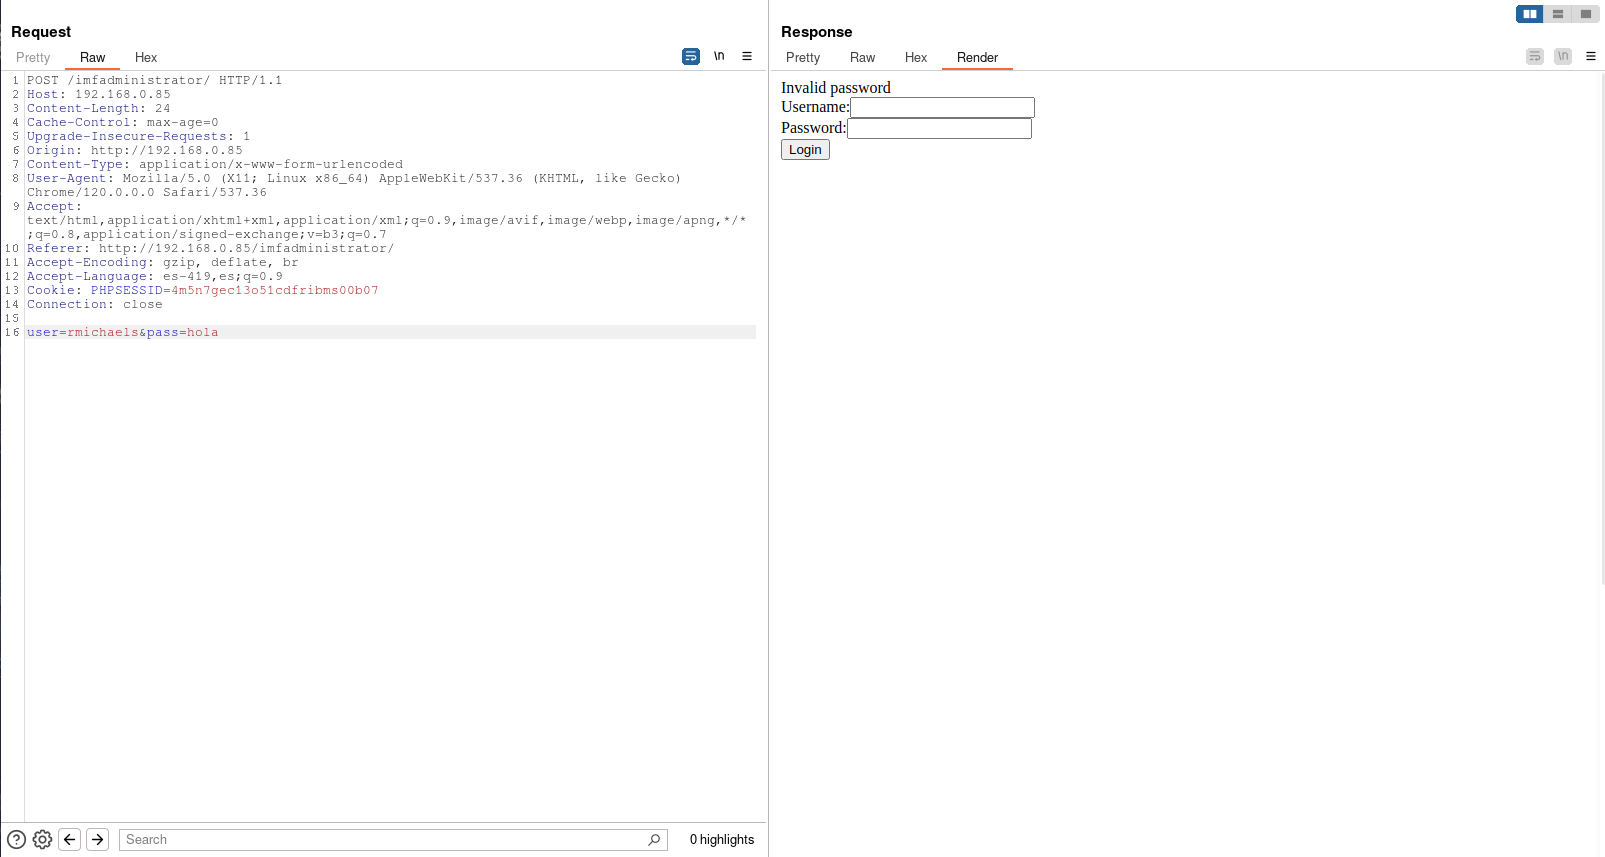 Request
Pretty Raw Hex \n
1 POST /imfadministrator/ HTTP/1.1
2 Host: 192.168.0.85
3 Content-Length: 24
4 Cache-Control: max-age=0
5 Upgrade-Insecure-Requests: 1
6 Origin: http://192.168.0.85
7 Content-Type: application/x-www-form-urlencoded
8 User-Agent: Mozilla/5.0 (X11; Linux x86_64) AppleWebKit/537.36 (KHTML, like Gecko)
Chrome/120.0.0.0 Safari/537.36
9 Accept:
text/html,application/xhtml+xml,application/xml;q=0.9,image/avif,image/webp,image/apng,*/*
;q=0.8,application/signed-exchange;v=b3;q=0.7
10 Referer: http://192.168.0.85/imfadministrator/
11 Accept-Encoding: gzip, deflate, br
12 Accept-Language: es-419,es;q=0.9
13 Cookie: PHPSESSID=4m5n7gec13o51cdfribms00b07
14 Connection: close
15
16 user=rmichaels&pass=hola
Search 0 highlights
Response
Pretty Raw Hex Render \n
Invalid password
Username:
Password:
Login